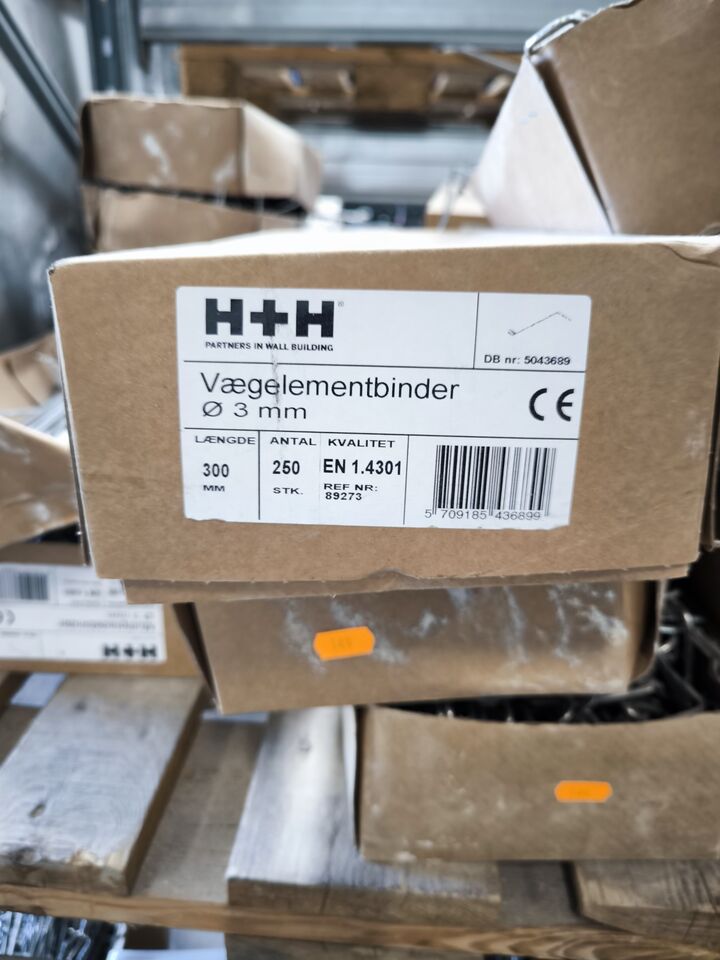 H+H®
PARTNERS IN WALL BUILDING
DB nr: 5043689
Vægelementbinder
Ø 3 mm
CE
LÆNGDE
300
MM
ANTAL
250
STK.
KVALITET
EN 1.4301
REF NR:
89273
5 709185 436899
H+H
CE